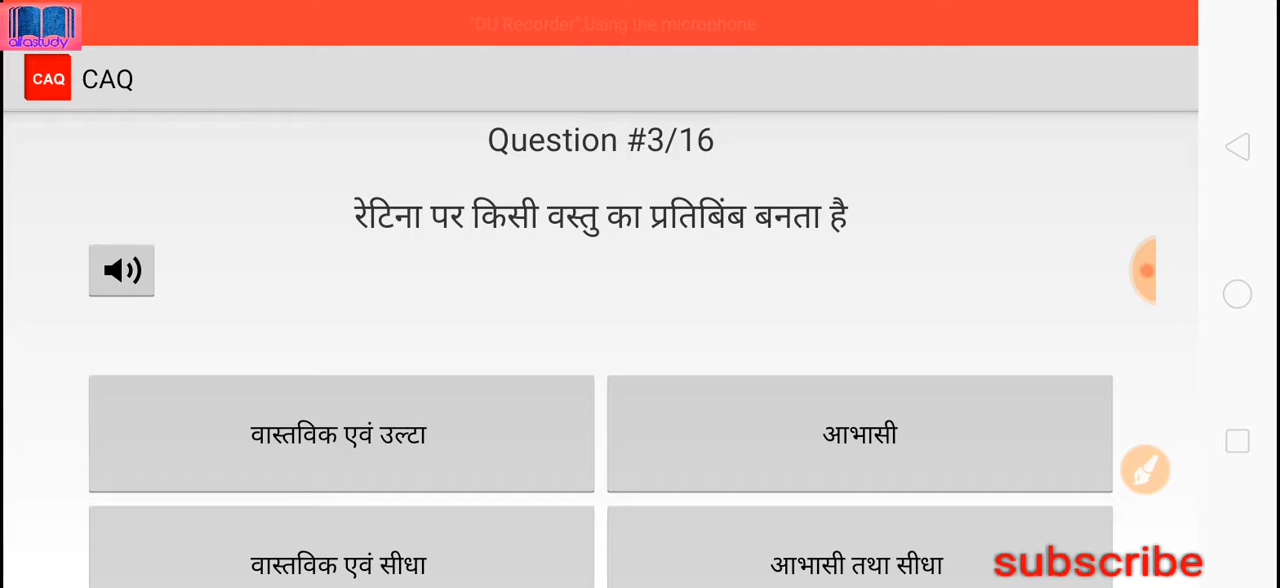 "DU Recorder",Using the microphone
alfastudy
CAQ CAQ
Question #3/16
रेटिना पर किसी वस्तु का प्रतिबिंब बनता है
वास्तविक एवं उल्टा
आभासी
वास्तविक एवं सीधा
आभासी तथा सीधा
subscribe